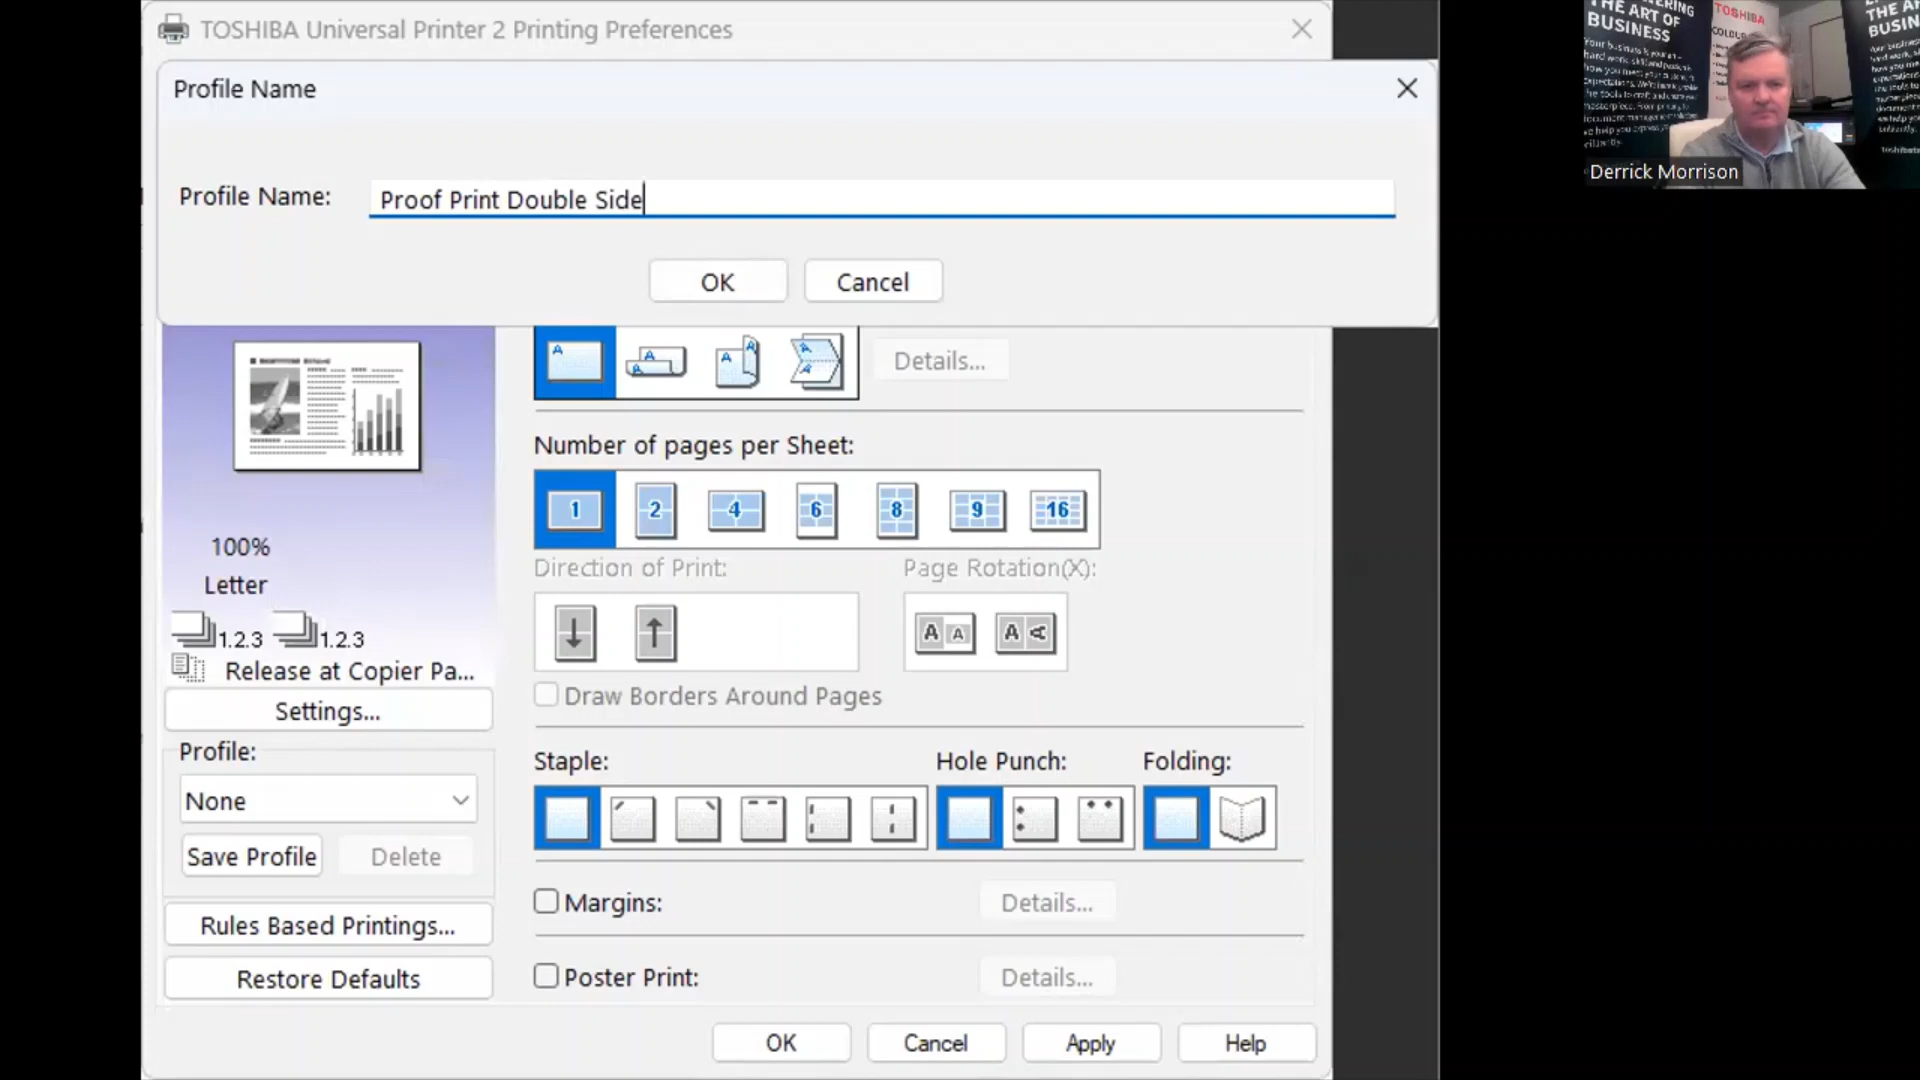 TOSHIBA Universal Printer 2 Printing Preferences
Profile Name
Profile Name:
Proof Print Double Side
OK
Cancel
Details...
Number of pages per Sheet:
1
2
4
6
8
9
16
Direction of Print:
Page Rotation(X):
Draw Borders Around Pages
100%
Letter
1.2.3
1.2.3
Release at Copier Pa...
Settings...
Profile:
None
Save Profile
Delete
Rules Based Printings...
Restore Defaults
Staple:
Hole Punch:
Folding:
Margins:
Details...
Poster Print:
Details...
OK
Cancel
Apply
Help
THE ART OF
BUSINESS
TOSHIBA
Derrick Morrison